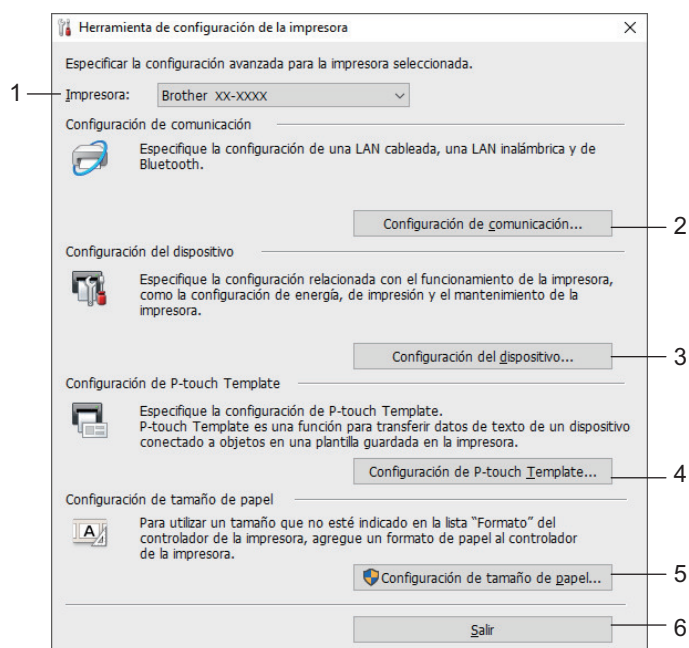 Herramienta de configuración de la impresora
Especificar la configuración avanzada para la impresora seleccionada.
1
Impresora: Brother XX-XXXX
Configuración de comunicación
Especifique la configuración de una LAN cableada, una LAN inalámbrica y de
Bluetooth.
Configuración de comunicación...
2
Configuración del dispositivo
Especifique la configuración relacionada con el funcionamiento de la impresora,
como la configuración de energía, de impresión y el mantenimiento de la
impresora.
Configuración del dispositivo...
3
Configuración de P-touch Template
Especifique la configuración de P-touch Template.
P-touch Template es una función para transferir datos de texto de un dispositivo
conectado a objetos en una plantilla guardada en la impresora.
Configuración de P-touch Template...
4
Configuración de tamaño de papel
Para utilizar un tamaño que no esté indicado en la lista "Formato" del
controlador de la impresora, agregue un formato de papel al controlador
de la impresora.
Configuración de tamaño de papel...
5
Salir
6